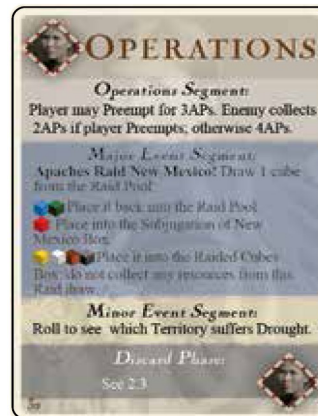 OPERATIONS
Operations Segment:
Player may Preempt for 3APs. Enemy collects
2APs if player Preempts; otherwise 4APs.
Major Event Segment:
Apaches Raid New Mexico! Draw 1 cube
from the Raid Pool:
Place it back into the Raid Pool
Place into the Subjugation of New
Mexico Box.
Place it into the Raided Cubes
Box; do not collect any resources from this
Raid draw.
Minor Event Segment:
Roll to see which Territory suffers Drought.
Discard Phase:
See 2.3